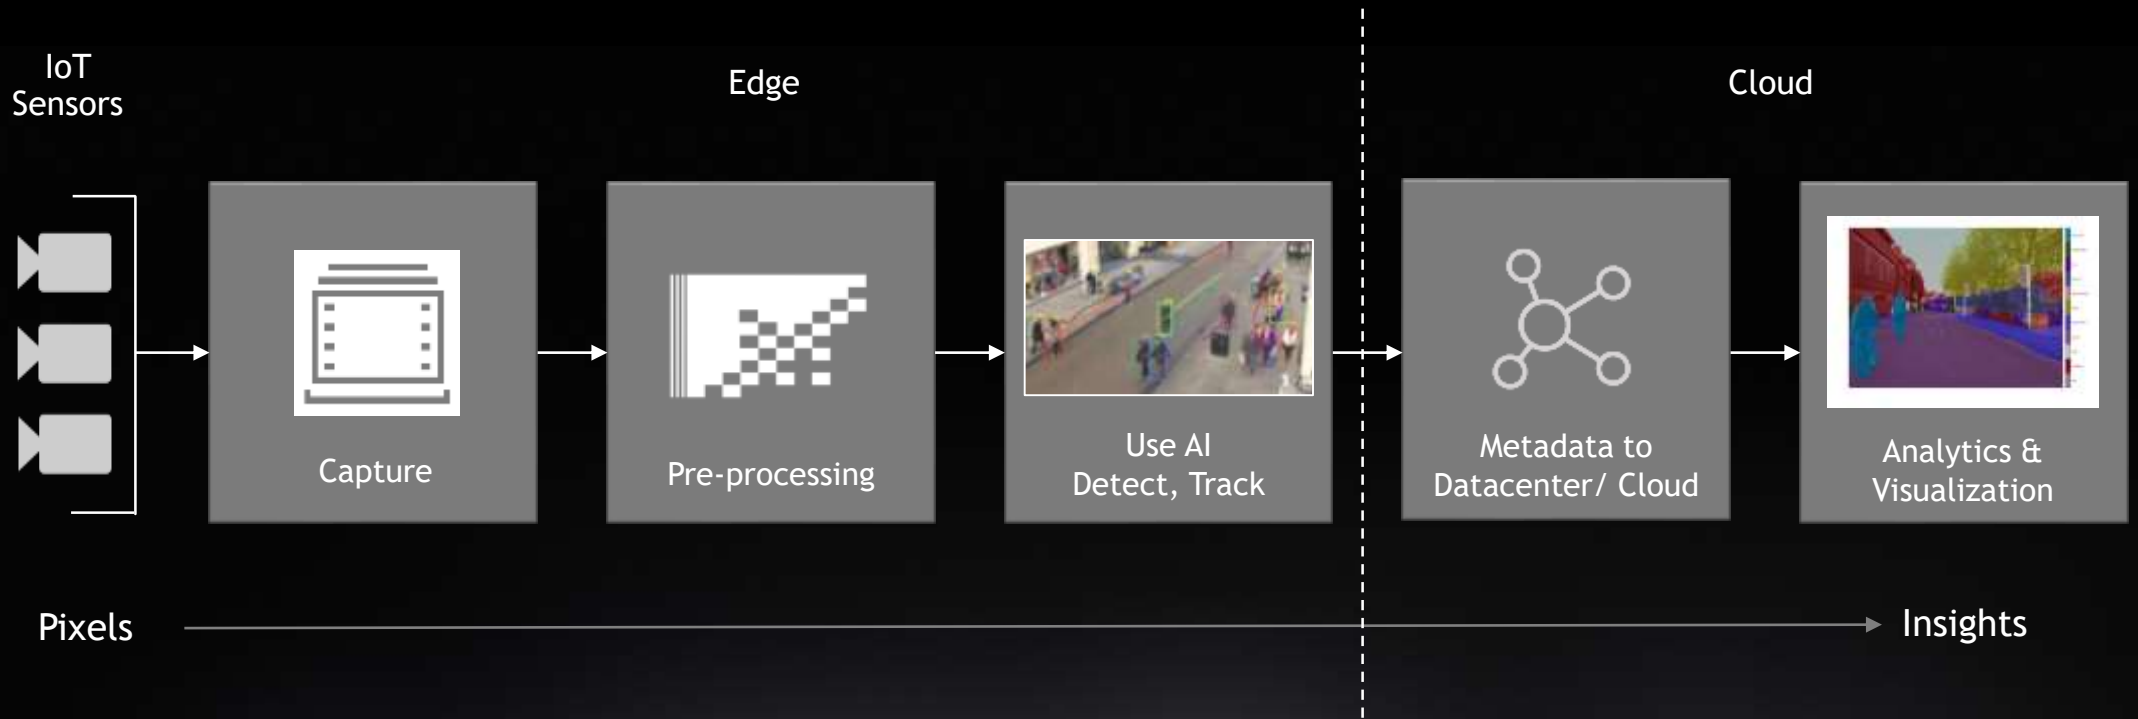 IoT
Sensors
Edge
Cloud
Capture
Pre-processing
Use AI
Detect, Track
Metadata to
Datacenter/ Cloud
Analytics &
Visualization
Pixels
Insights